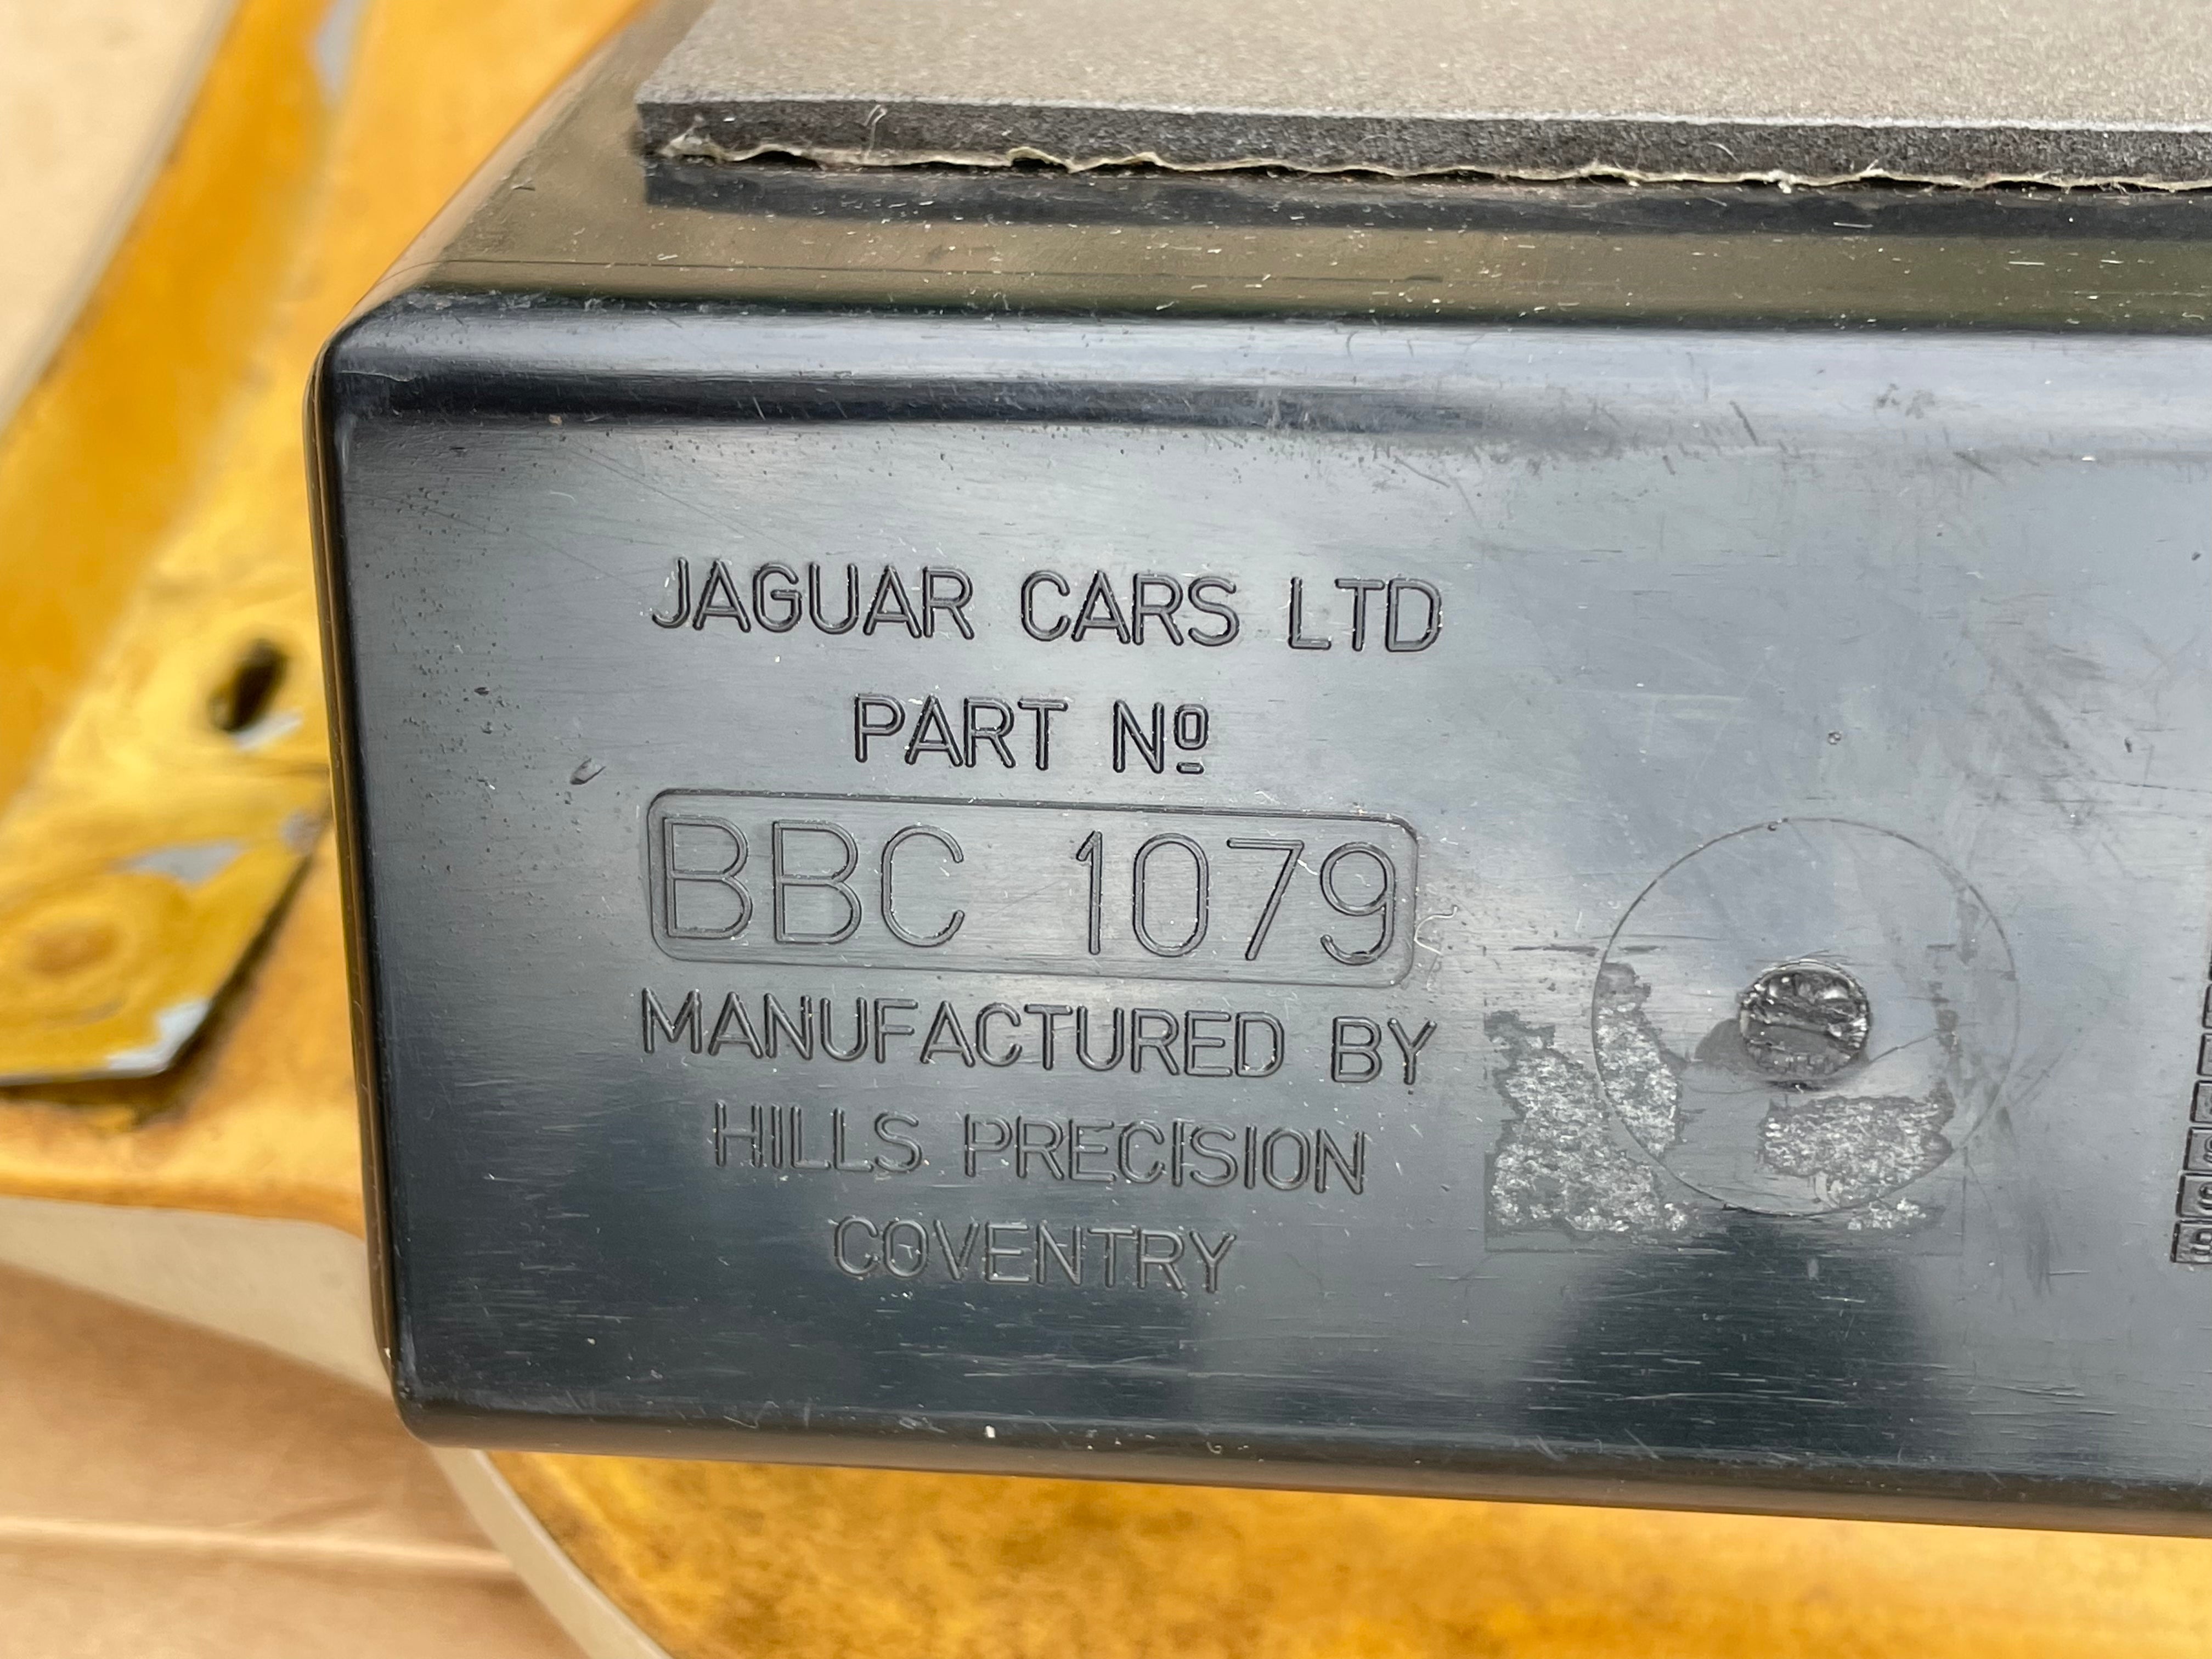 JAGUAR CARS LTD
PART Nº
BBC 1079
MANUFACTURED BY
HILLS PRECISION
COVENTRY